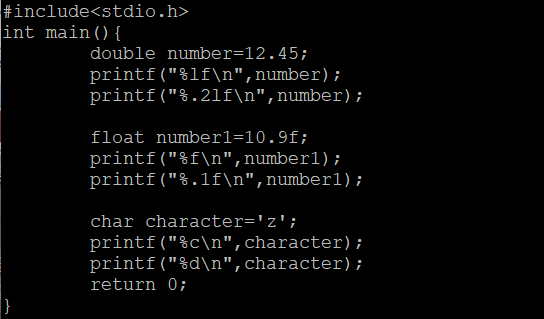 #include<stdio.h>
int main(){
        double number=12.45;
        printf("%lf\n",number);
        printf("%.2lf\n",number);

        float number1=10.9f;
        printf("%f\n",number1);
        printf("%.1f\n",number1);

        char character='z';
        printf("%c\n",character);
        printf("%d\n",character);
        return 0;
}